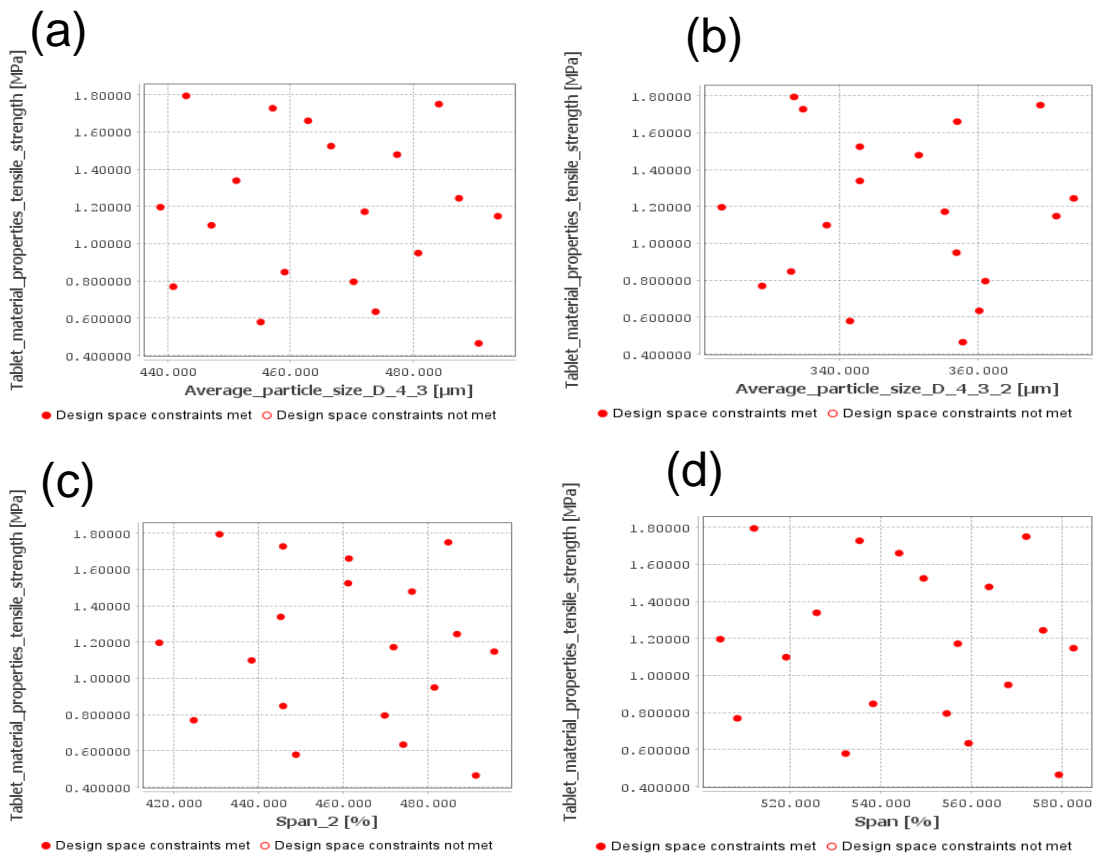 (a)
Tablet_material_properties_tensile_strength [MPa]
1.80000
1.60000
1.40000
1.20000
1.00000
0.800000
0.600000
0.400000
440.000 460.000 480.000
Average_particle_size_D_4_3 [µm]
Design space constraints met Design space constraints not met
(b)
Tablet_material_properties_tensile_strength [MPa]
1.80000
1.60000
1.40000
1.20000
1.00000
0.800000
0.600000
0.400000
340.000 360.000
Average_particle_size_D_4_3_2 [µm]
Design space constraints met Design space constraints not met
(c)
Tablet_material_properties_tensile_strength [MPa]
1.80000
1.60000
1.40000
1.20000
1.00000
0.800000
0.600000
0.400000
420.000 440.000 460.000 480.000
Span_2 [%]
Design space constraints met Design space constraints not met
(d)
Tablet_material_properties_tensile_strength [MPa]
1.80000
1.60000
1.40000
1.20000
1.00000
0.800000
0.600000
0.400000
520.000 540.000 560.000 580.000
Span [%]
Design space constraints met Design space constraints not met